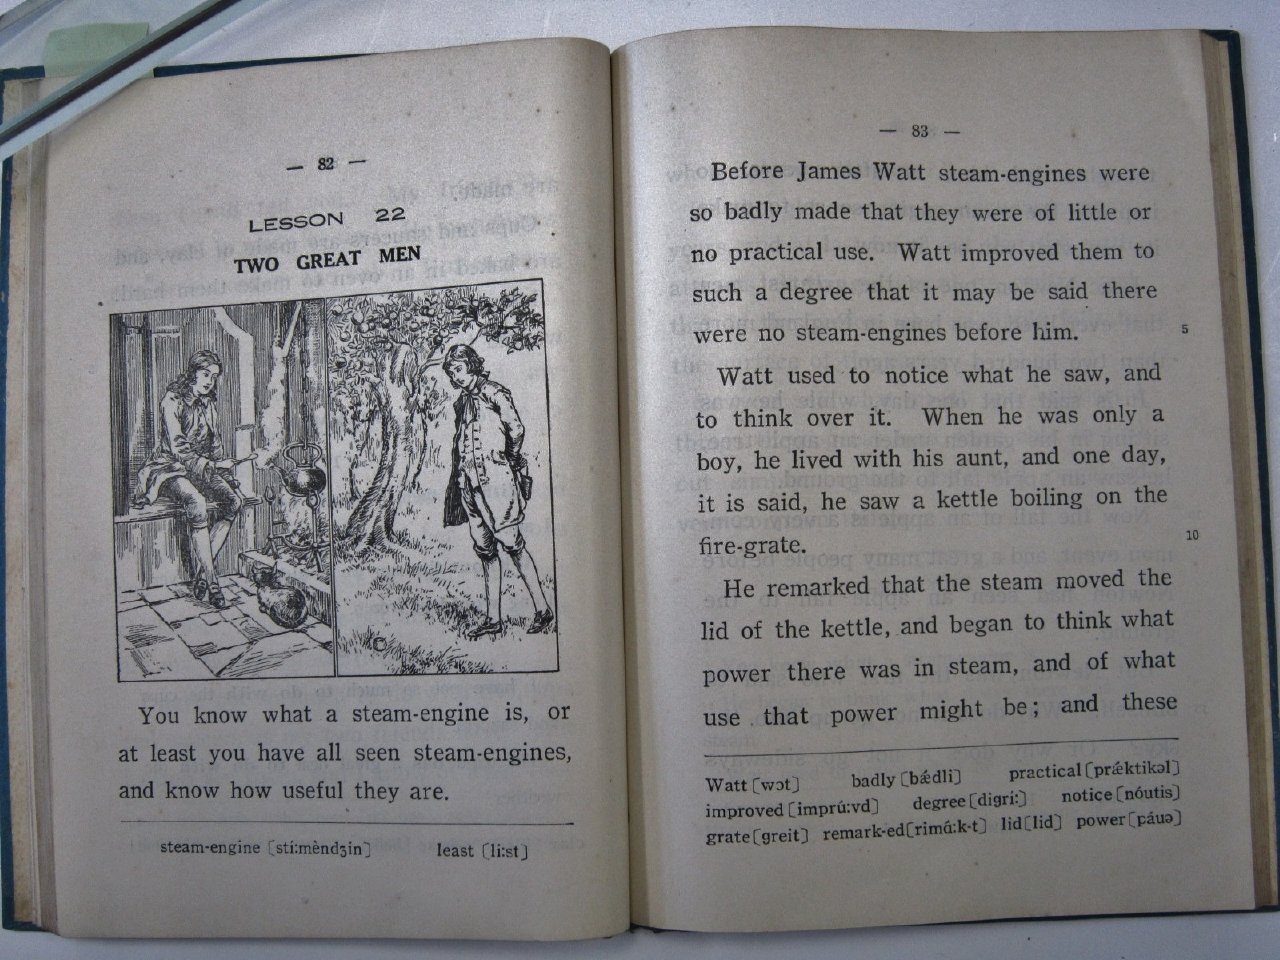 — 82 —
LESSON 22
TWO GREAT MEN
You know what a steam-engine is, or
at least you have all seen steam-engines,
and know how useful they are.
steam-engine [stí:mèndʒin] least [li:st]
— 83 —
Before James Watt steam-engines were
so badly made that they were of little or
no practical use. Watt improved them to
such a degree that it may be said there
were no steam-engines before him. 5
Watt used to notice what he saw, and
to think over it. When he was only a
boy, he lived with his aunt, and one day,
it is said, he saw a kettle boiling on the
fire-grate. 10
He remarked that the steam moved the
lid of the kettle, and began to think what
power there was in steam, and of what
use that power might be; and these
Watt [wɔt] badly [bǽdli] practical [prǽktikəl]
improved [imprú:vd] degree [digrí:] notice [nóutis]
grate [greit] remark-ed [rimá:k-t] lid [lid] power [páuə]